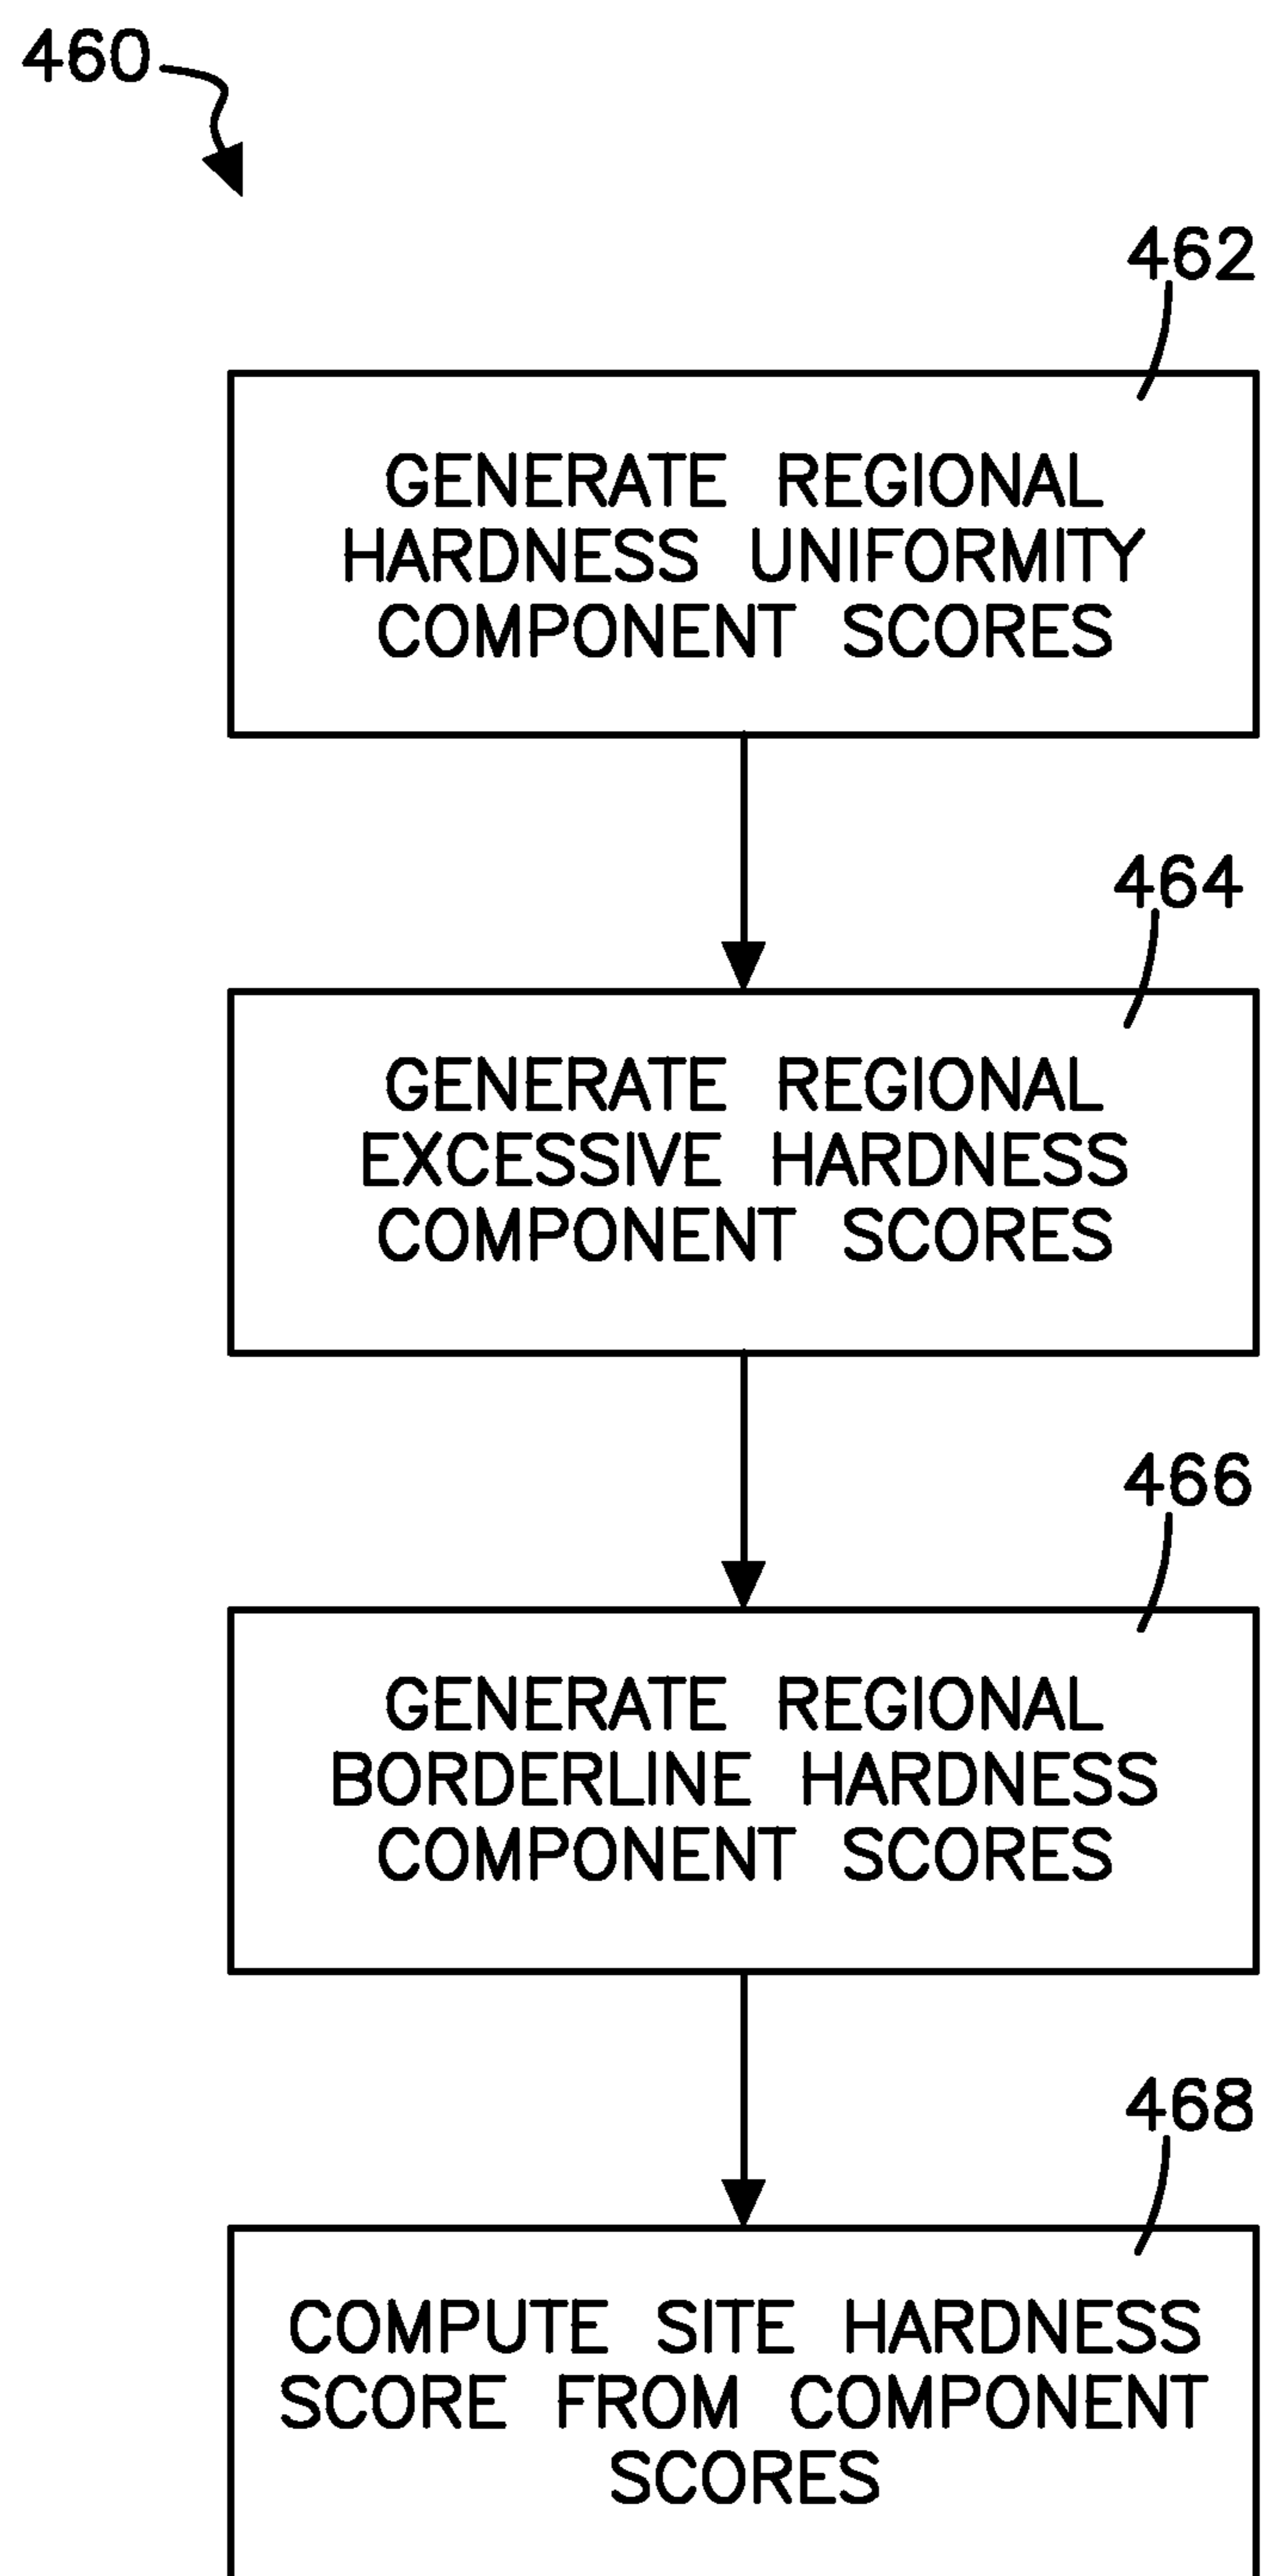 460
462
GENERATE REGIONAL
HARDNESS UNIFORMITY
COMPONENT SCORES
464
GENERATE REGIONAL
EXCESSIVE HARDNESS
COMPONENT SCORES
466
GENERATE REGIONAL
BORDERLINE HARDNESS
COMPONENT SCORES
468
COMPUTE SITE HARDNESS
SCORE FROM COMPONENT
SCORES